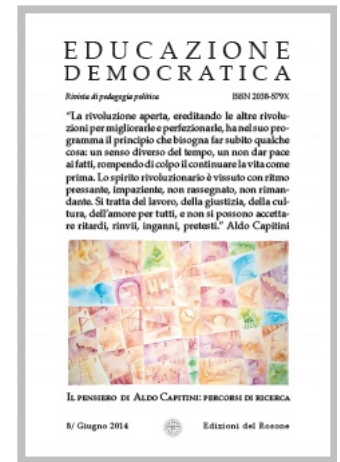 EDUCAZIONE
DEMOCRATICA
Rivista di pedagogia politica ISSN 2038-579X
“La rivoluzione aperta, ereditando le altre rivolu-
zioni per migliorarle e perfezionarle, ha nel suo pro-
gramma il principio che bisogna far subito qualche
cosa: un senso diverso del tempo, un non dar pace
ai fatti, rompendo di colpo il continuare la vita come
prima. Lo spirito rivoluzionario è vissuto con ritmo
pressante, impaziente, non rassegnato, non riman-
dante. Si tratta del lavoro, della giustizia, della cul-
tura, dell’amore per tutti, e non si possono accetta-
re ritardi, rinvii, inganni, pretesti.” Aldo Capitini
IL PENSIERO DI ALDO CAPITINI: PERCORSI DI RICERCA
8/ Giugno 2014 Edizioni del Rosone